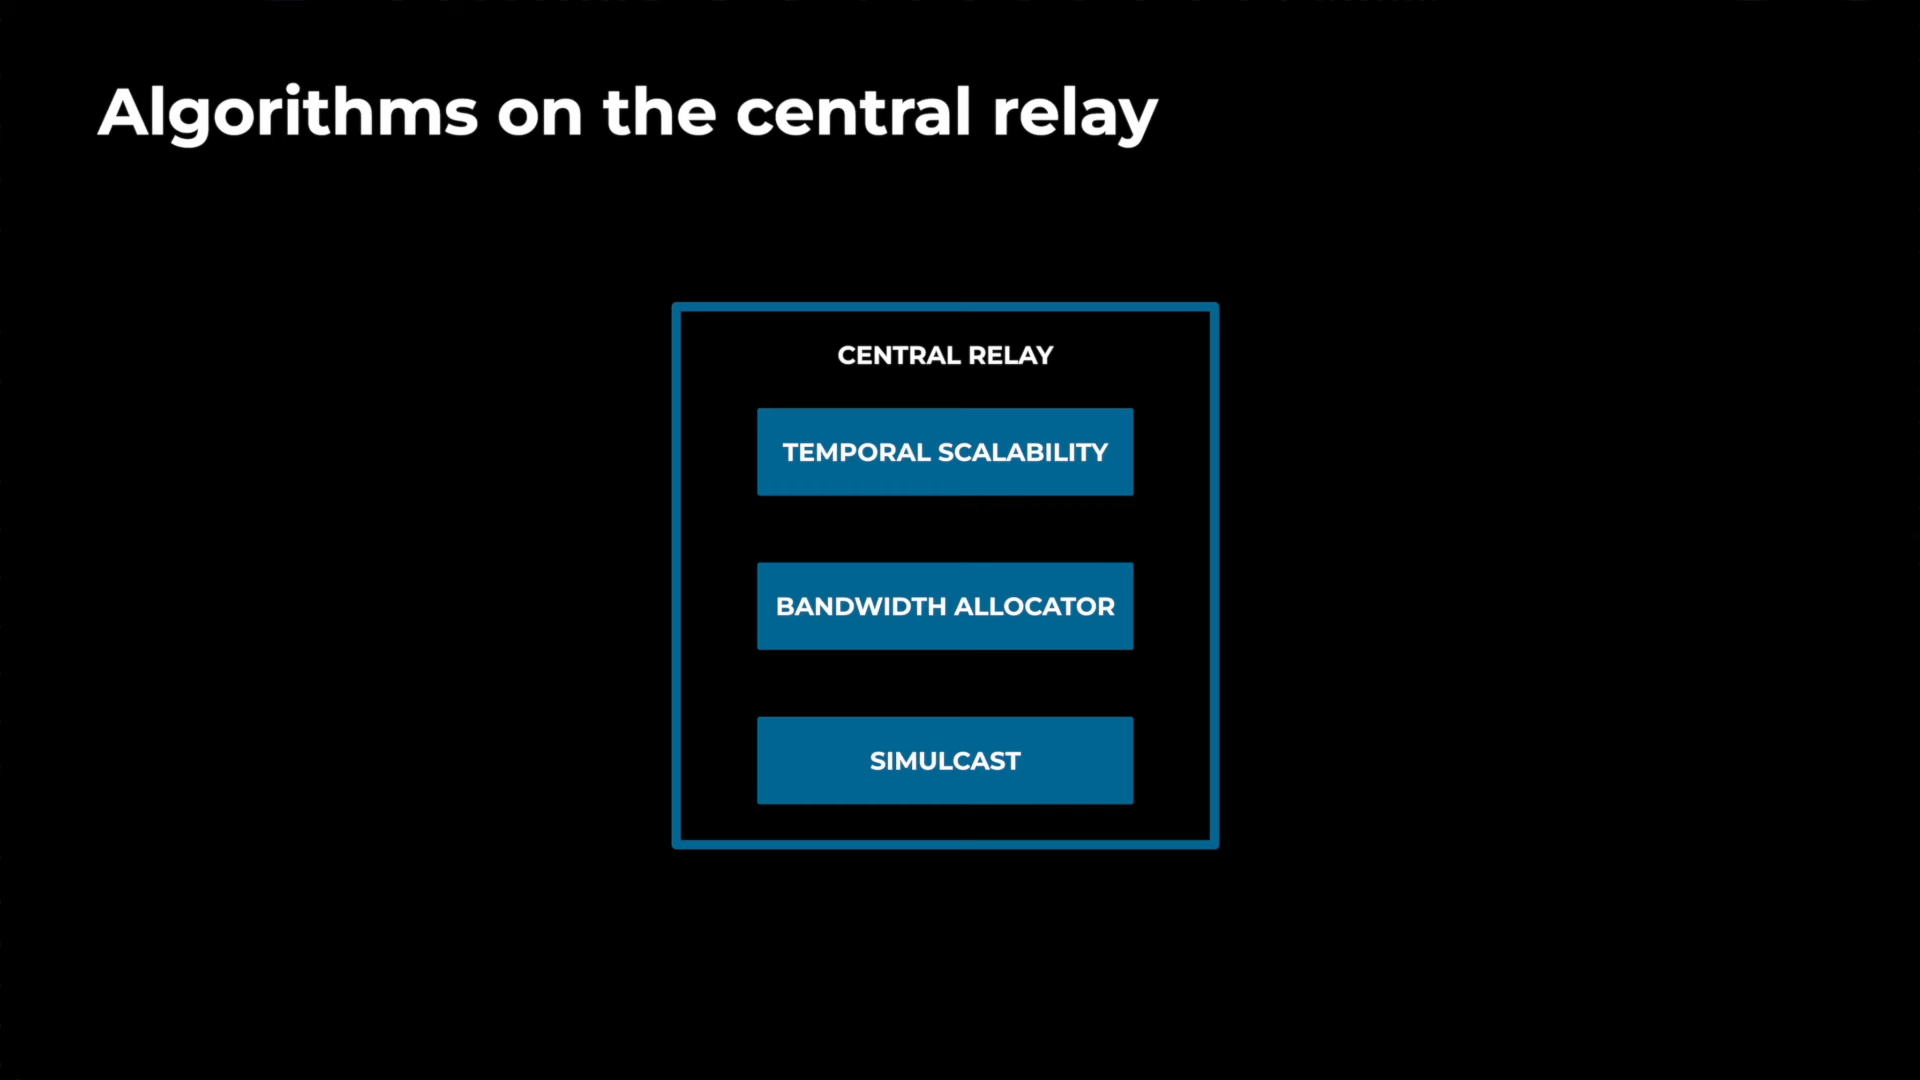 Algorithms on the central relay
CENTRAL RELAY
TEMPORAL SCALABILITY
BANDWIDTH ALLOCATOR
SIMULCAST